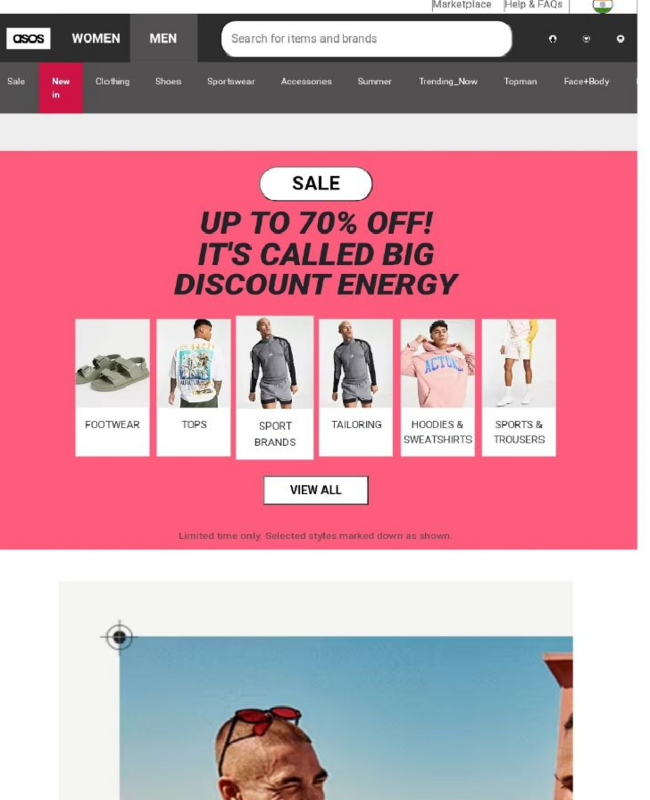 Marketplace Help & FAQs
asos WOMEN MEN Search for items and brands
Sale New in Clothing Shoes Sportswear Accessories Summer Trending_Now Topman Face+Body
SALE
UP TO 70% OFF!
IT'S CALLED BIG
DISCOUNT ENERGY
ACTUAL
FOOTWEAR TOPS SPORT BRANDS TAILORING HOODIES & SWEATSHIRTS SPORTS & TROUSERS
VIEW ALL
Limited time only. Selected styles marked down as shown